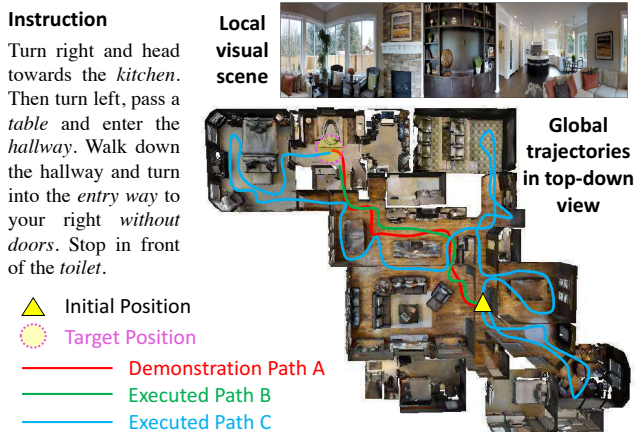 Instruction
Turn right and head
towards the kitchen.
Then turn left, pass a
table and enter the
hallway. Walk down
the hallway and turn
into the entry way to
your right without
doors. Stop in front
of the toilet.
Local
visual
scene
Global
trajectories
in top-down
view
Initial Position
Target Position
Demonstration Path A
Executed Path B
Executed Path C